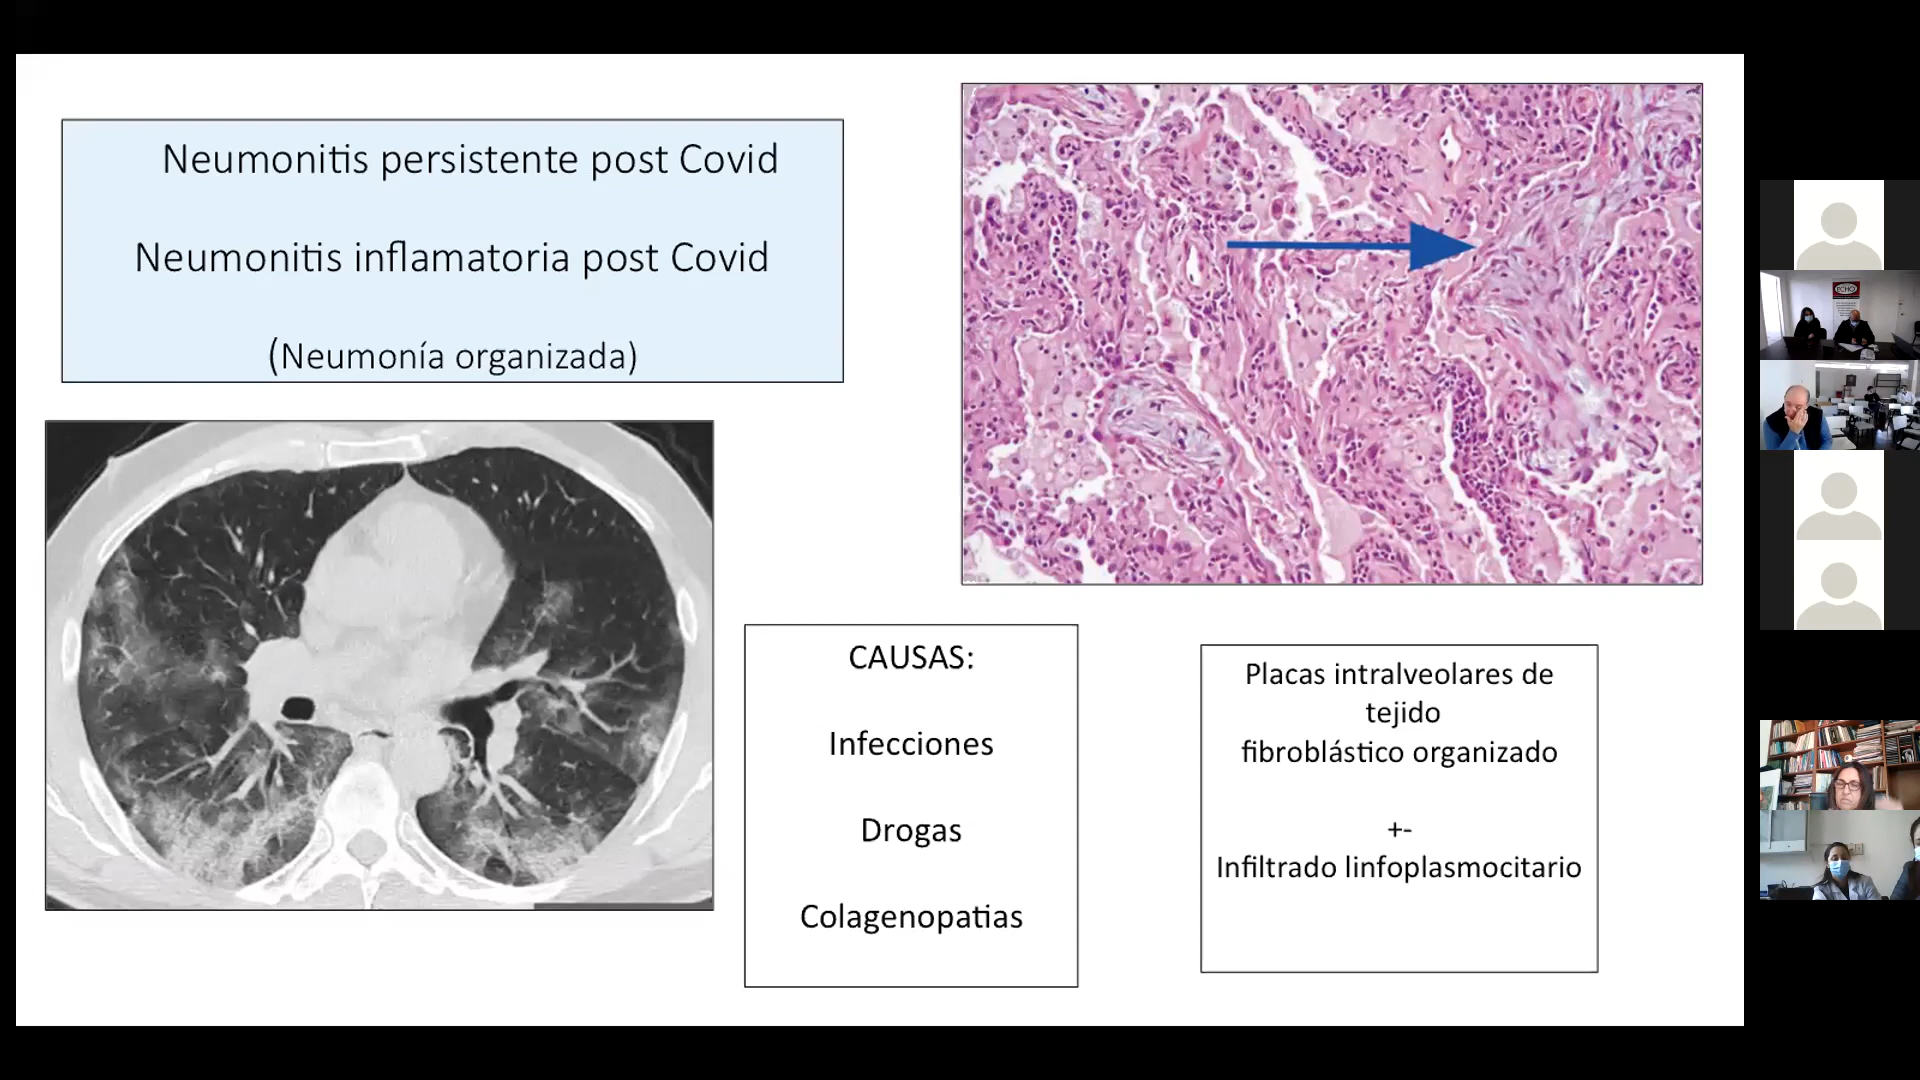 Neumonitis persistente post Covid
Neumonitis inflamatoria post Covid
(Neumonía organizada)
CAUSAS:
Infecciones
Drogas
Colagenopatias
Placas intralveolares de
tejido
fibroblástico organizado
+-
Infiltrado linfoplasmocitario
ECHO